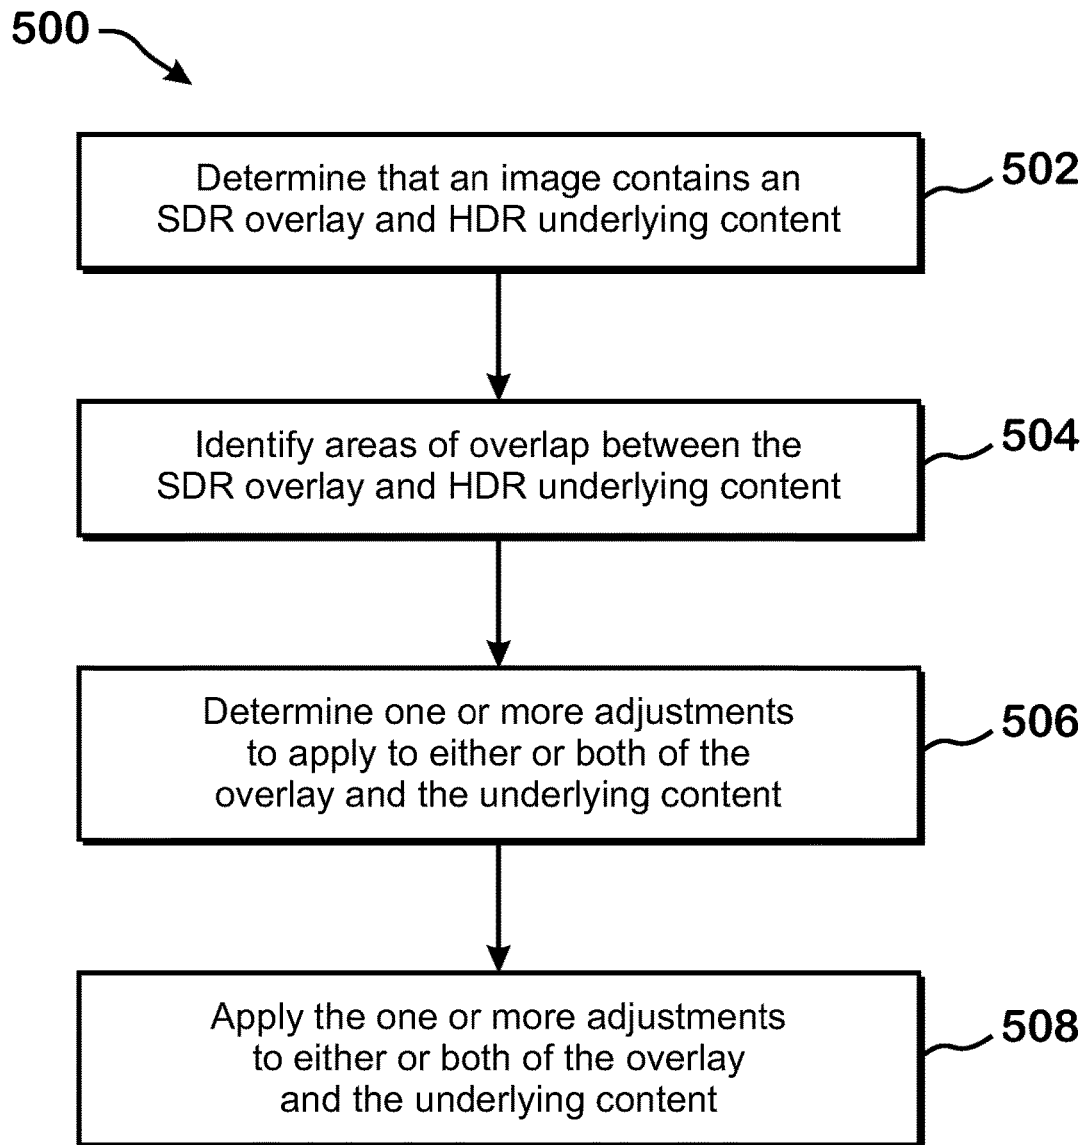 500
Determine that an image contains an
SDR overlay and HDR underlying content
502
Identify areas of overlap between the
SDR overlay and HDR underlying content
504
Determine one or more adjustments
to apply to either or both of the
overlay and the underlying content
506
Apply the one or more adjustments
to either or both of the overlay
and the underlying content
508